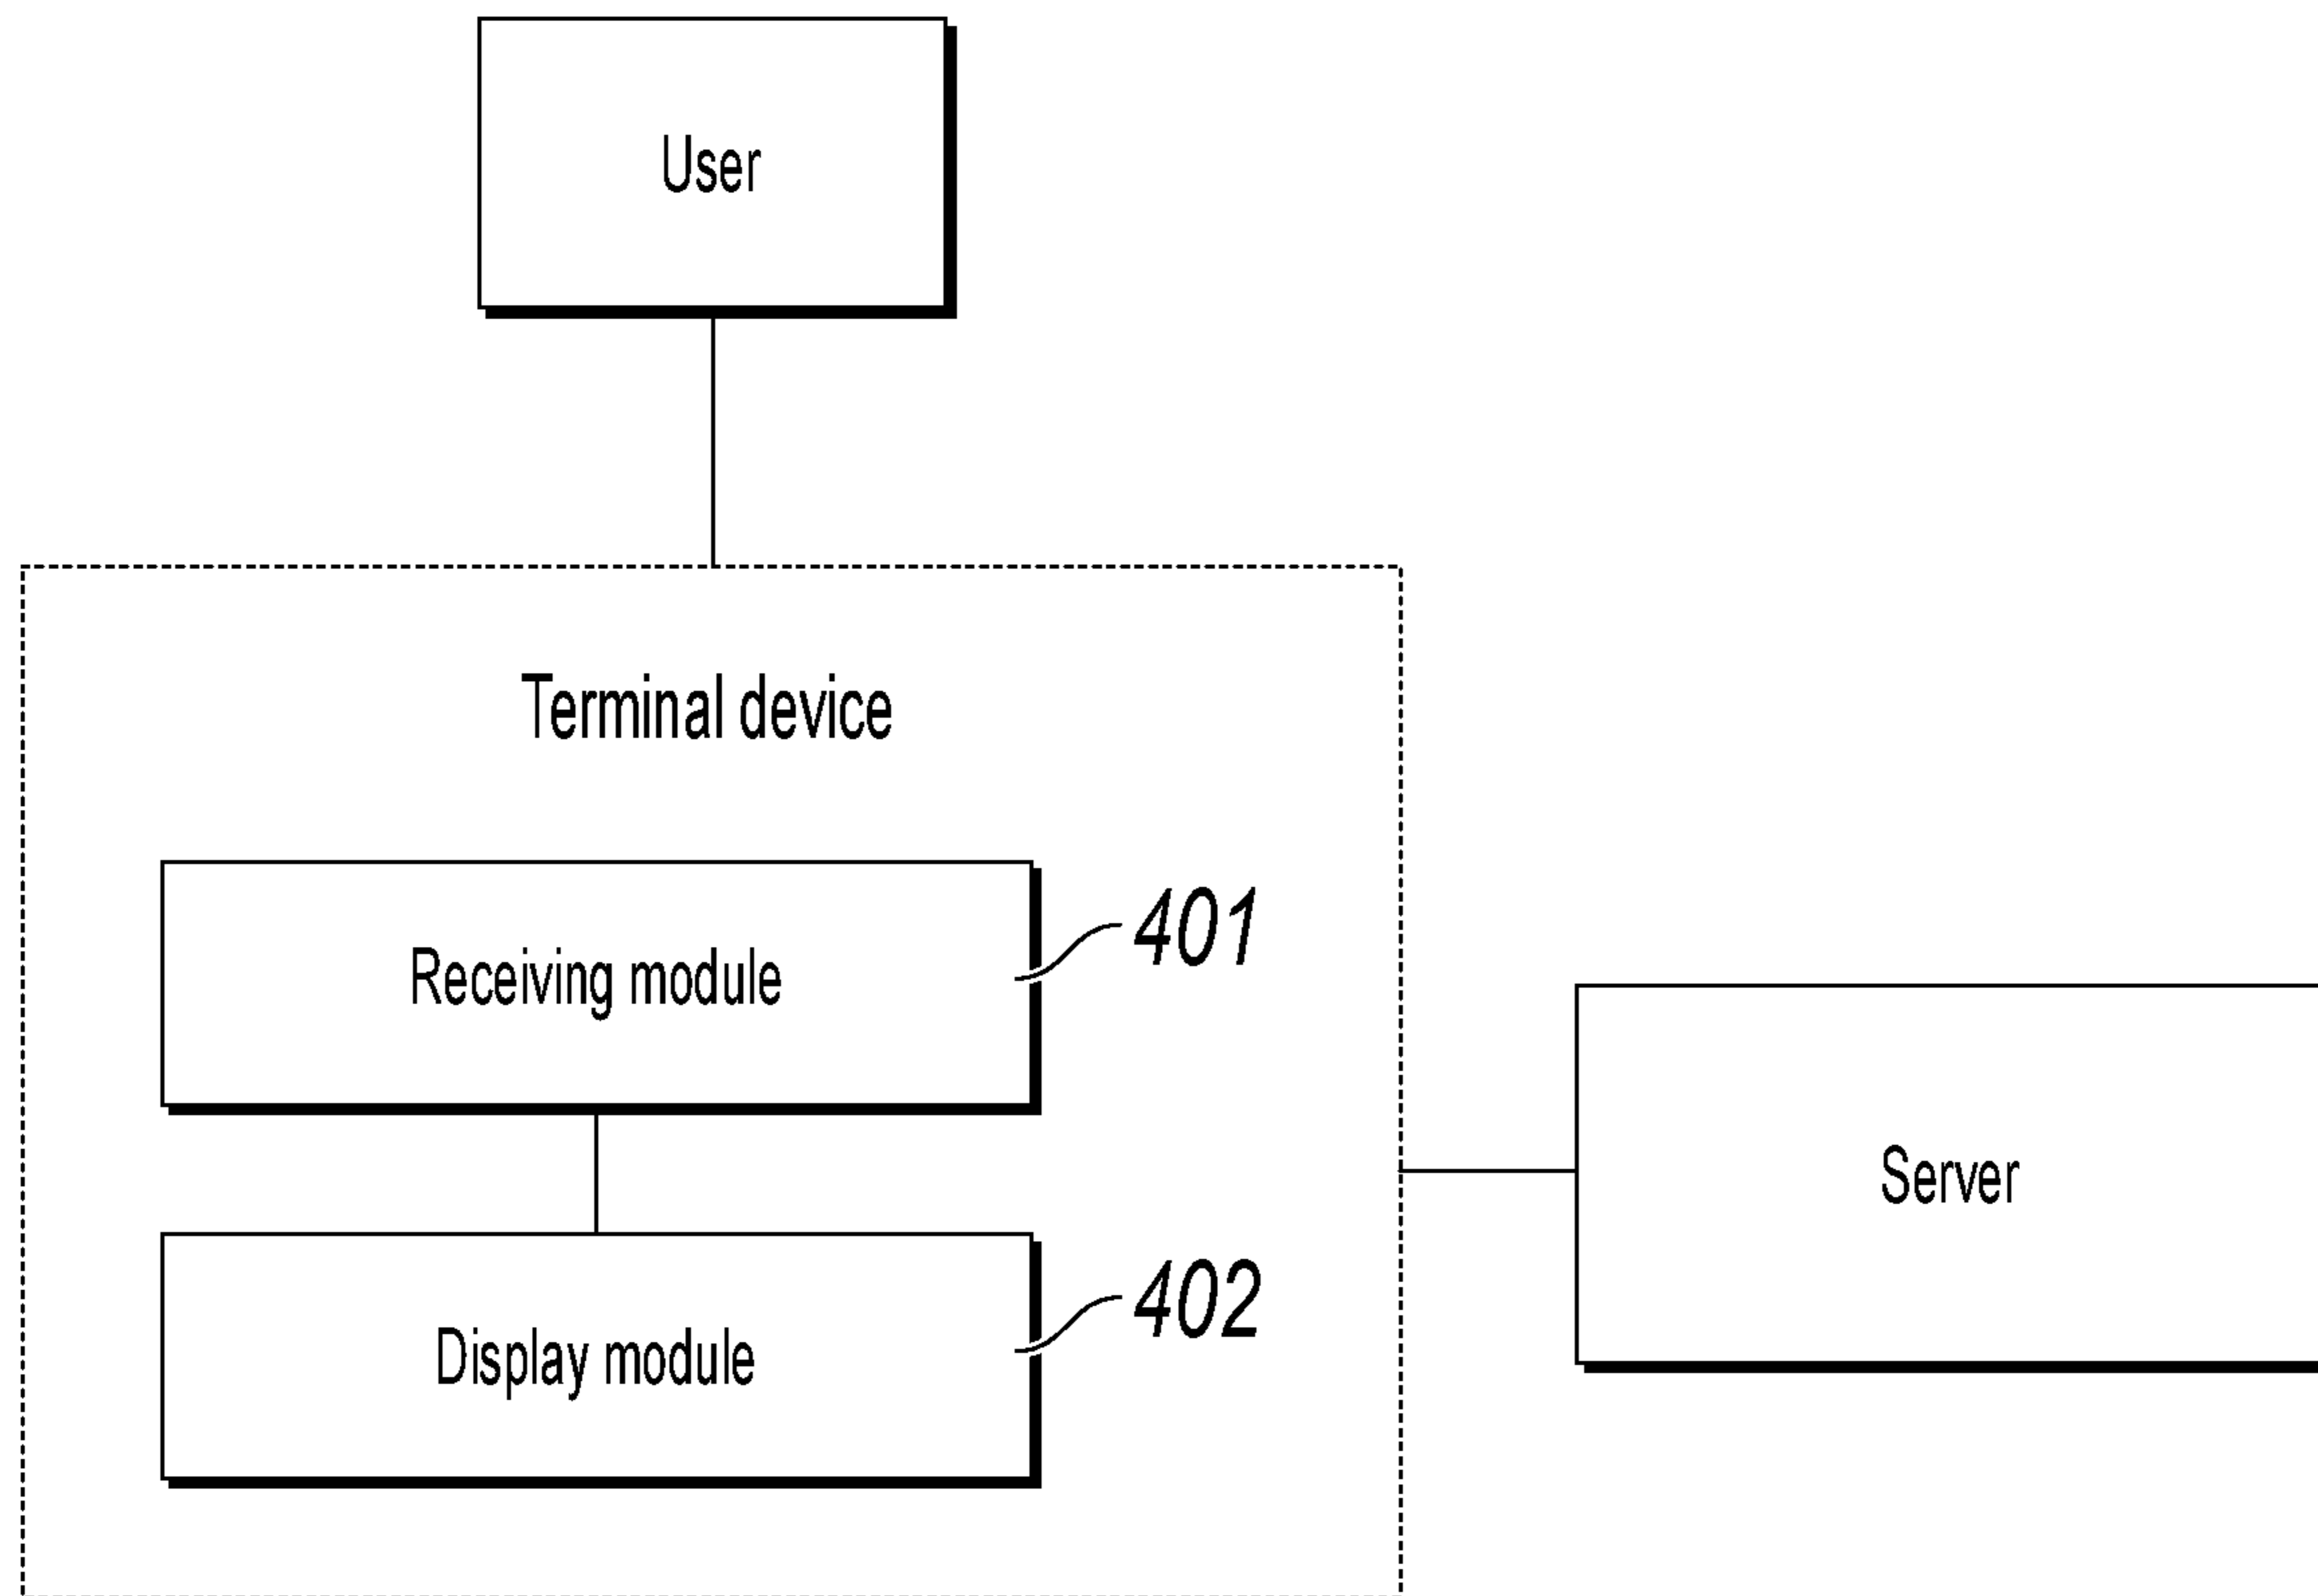 User
Terminal device
Receiving module
401
Server
Display module
402